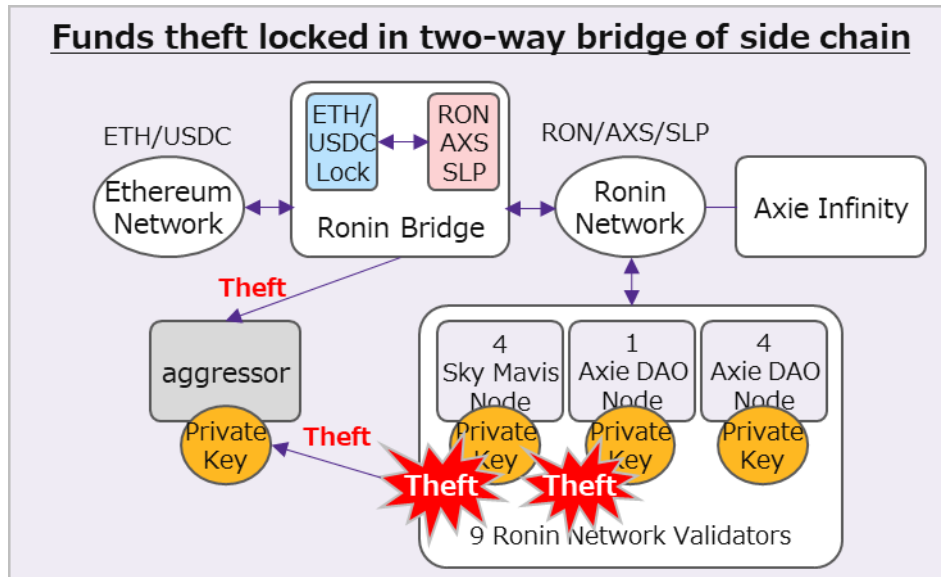 Funds theft locked in two-way bridge of side chain
ETH/USDC
Ethereum
Network
ETH/
USDC
Lock
RON
AXS
SLP
Ronin Bridge
RON/AXS/SLP
Ronin
Network
Axie Infinity
Theft
aggressor
Private
Key
Theft
4
Sky Mavis
Node
Private
Key
Theft
1
Axie DAO
Node
Private
Key
Theft
4
Axie DAO
Node
Private
Key
9 Ronin Network Validators